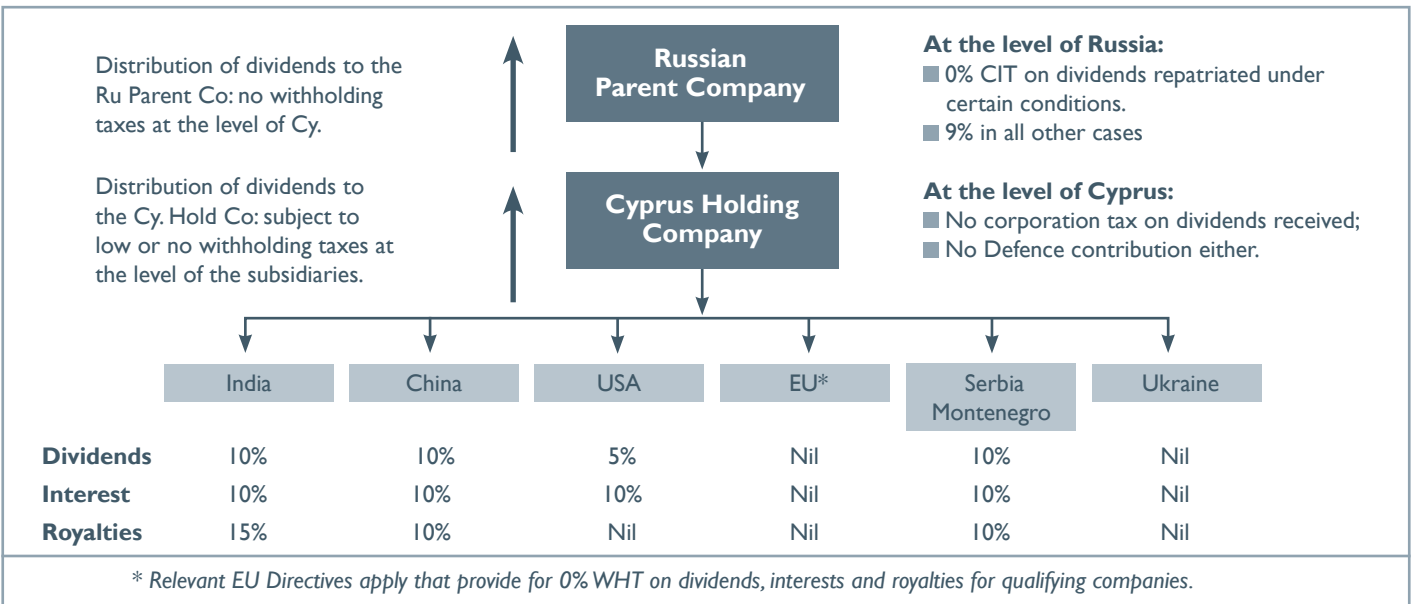 Distribution of dividends to the
Ru Parent Co: no withholding
taxes at the level of Cy.
Russian
Parent Company
At the level of Russia:
0% CIT on dividends repatriated under
certain conditions.
9% in all other cases
Distribution of dividends to
the Cy. Hold Co: subject to
low or no withholding taxes at
the level of the subsidiaries.
Cyprus Holding
Company
At the level of Cyprus:
No corporation tax on dividends received;
No Defence contribution either.
India China USA EU* Serbia Montenegro Ukraine
Dividends 10% 10% 5% Nil 10% Nil
Interest 10% 10% 10% Nil 10% Nil
Royalties 15% 10% Nil Nil 10% Nil
* Relevant EU Directives apply that provide for 0% WHT on dividends, interests and royalties for qualifying companies.